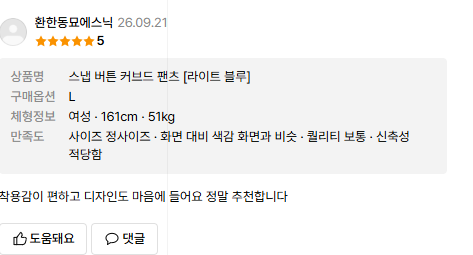 환한동묘에스닉 26.09.21
5
상품명 스냅 버튼 커브드 팬츠 [라이트 블루]
구매옵션 L
체형정보 여성 · 161cm · 51kg
만족도 사이즈 정사이즈 · 화면 대비 색감 화면과 비슷 · 퀄리티 보통 · 신축성
적당함
착용감이 편하고 디자인도 마음에 들어요 정말 추천합니다
도움돼요 댓글